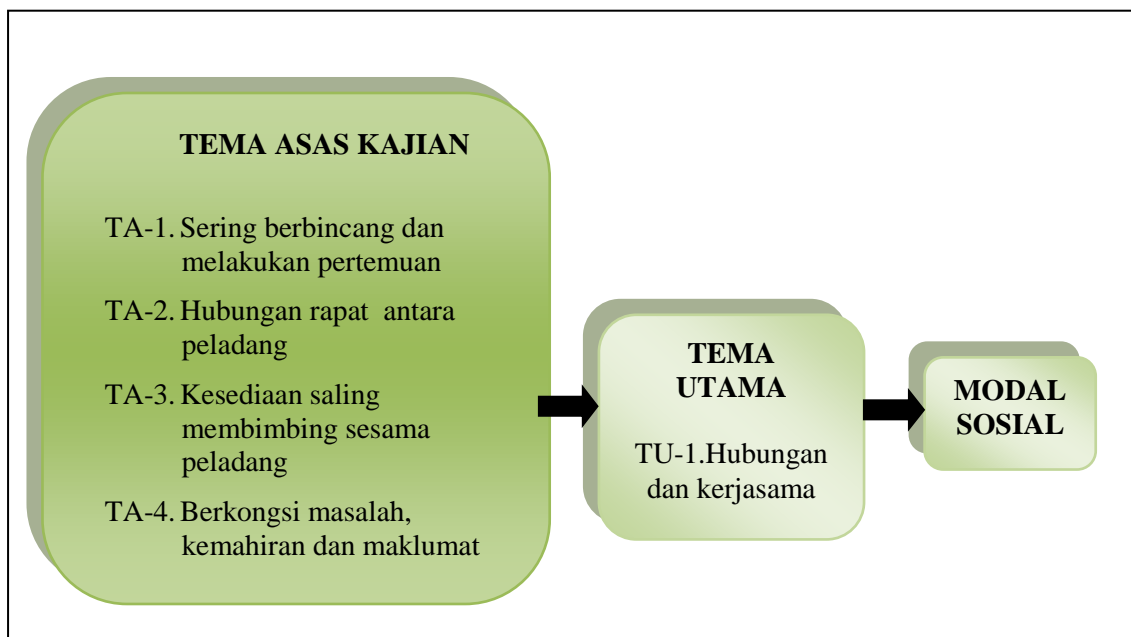 TEMA ASAS KAJIAN
TA-1. Sering berbincang dan
melakukan pertemuan
TA-2. Hubungan rapat antara
peladang
TA-3. Kesediaan saling
membimbing sesama
peladang
TA-4. Berkongsi masalah,
kemahiran dan maklumat
TEMA
UTAMA
TU-1.Hubungan
dan kerjasama
MODAL
SOSIAL